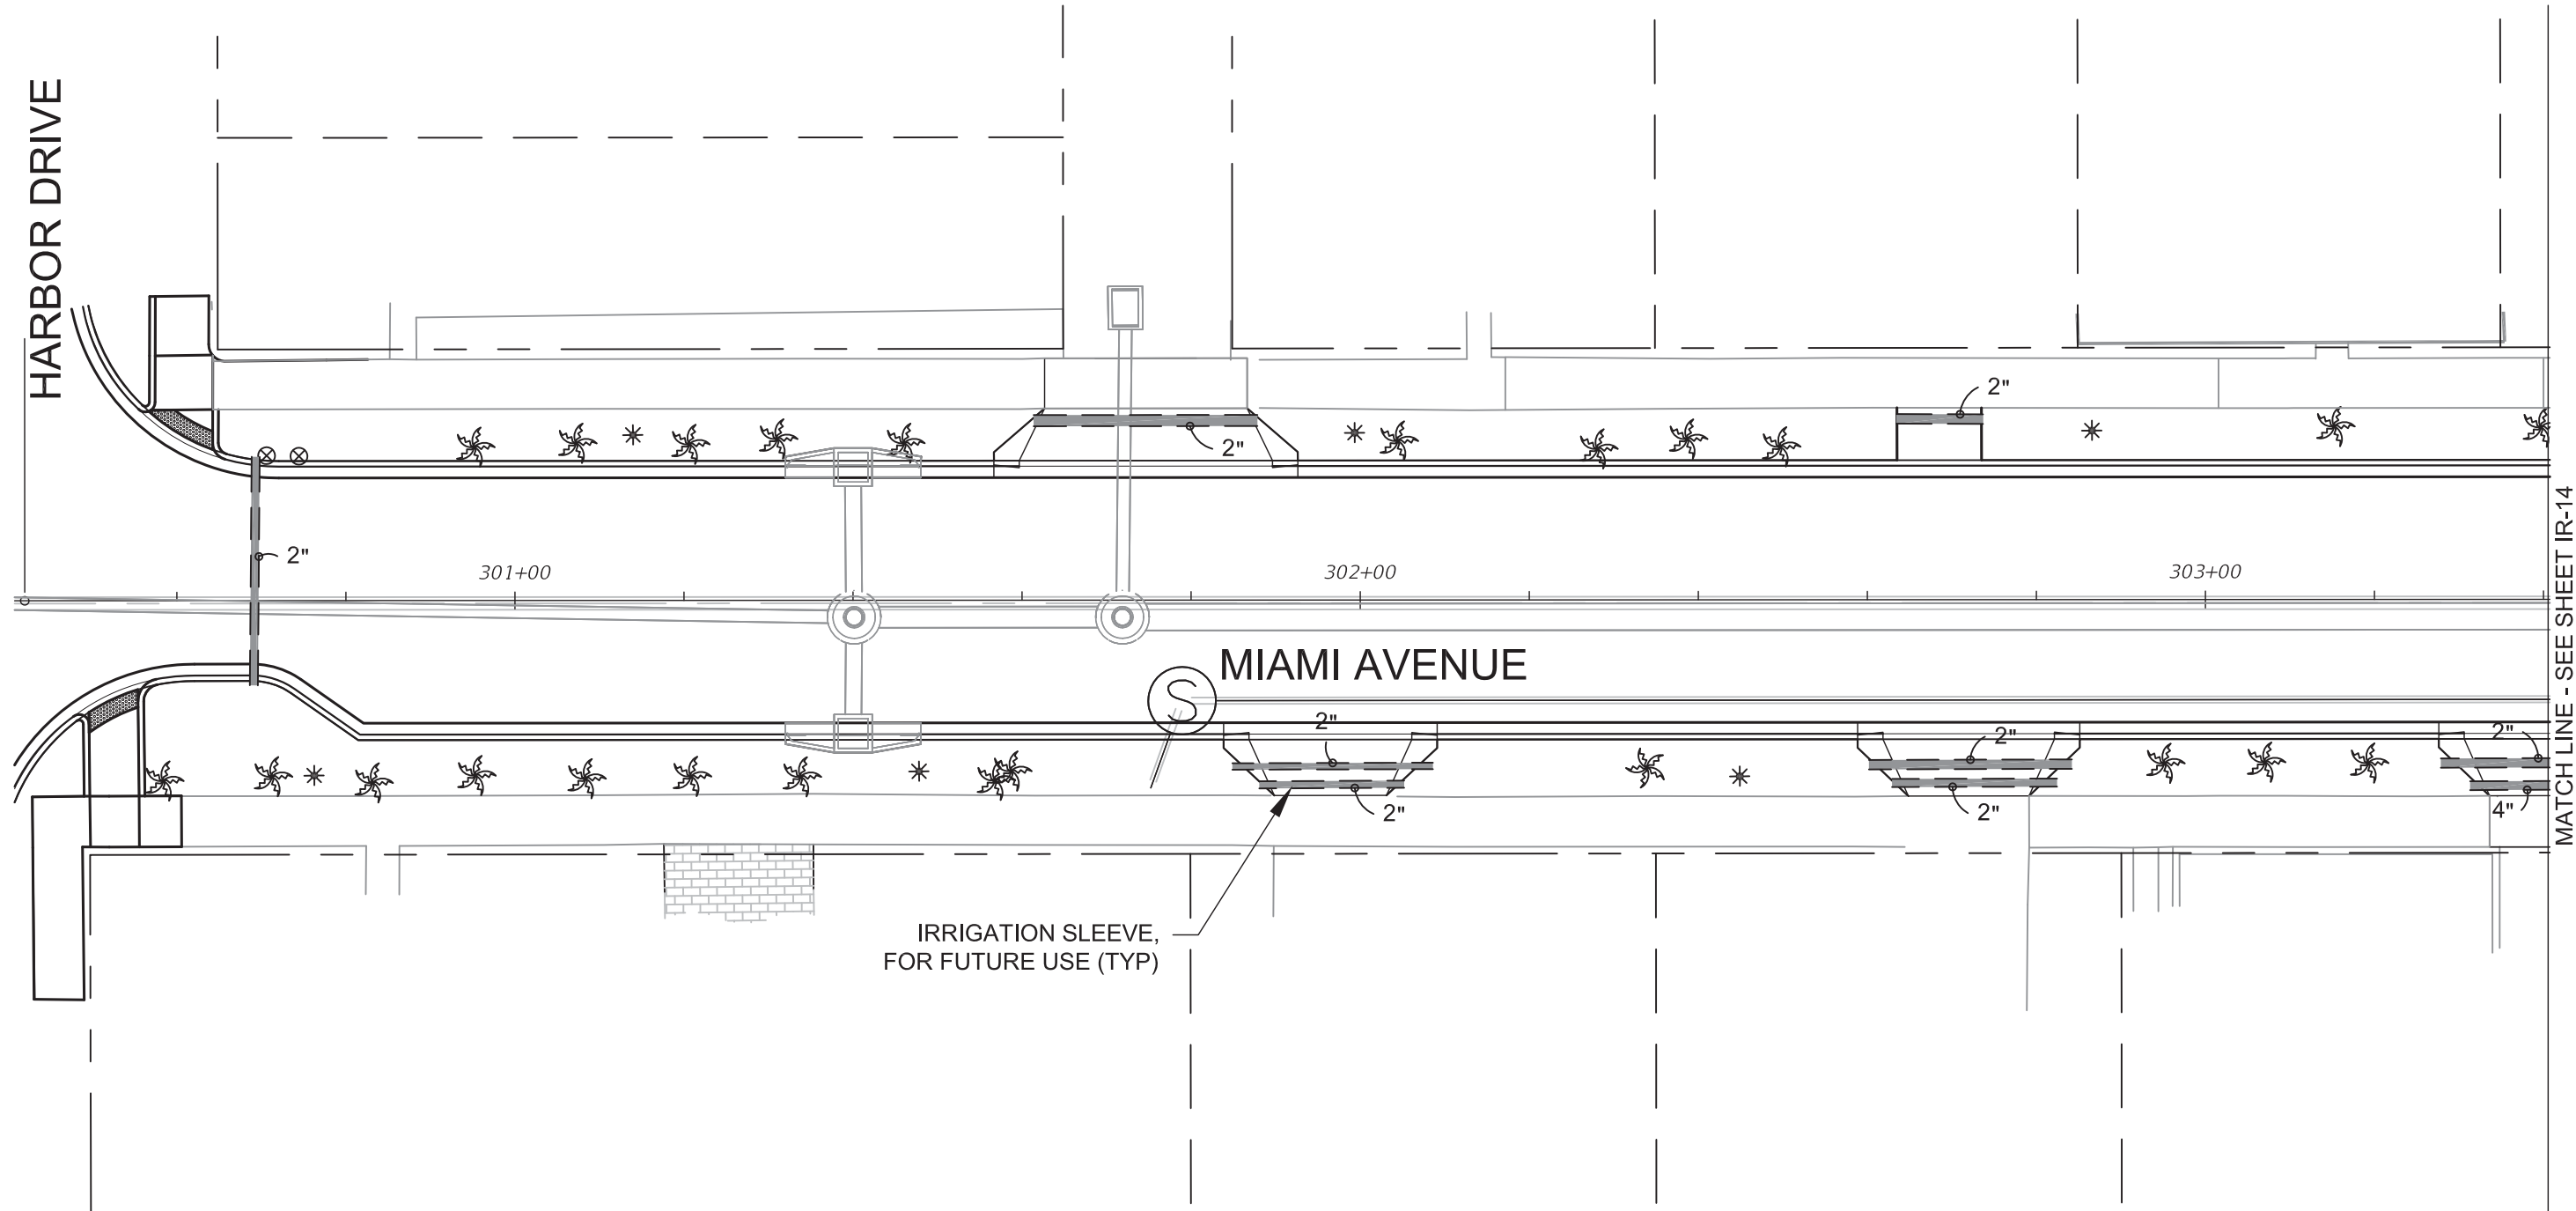 HARBOR DRIVE
2"
2"
2"
301+00
302+00
303+00
MATCH LINE - SEE SHEET IR-14
MIAMI AVENUE
S
2"
2"
2"
2"
2"
4"
IRRIGATION SLEEVE,
FOR FUTURE USE (TYP)